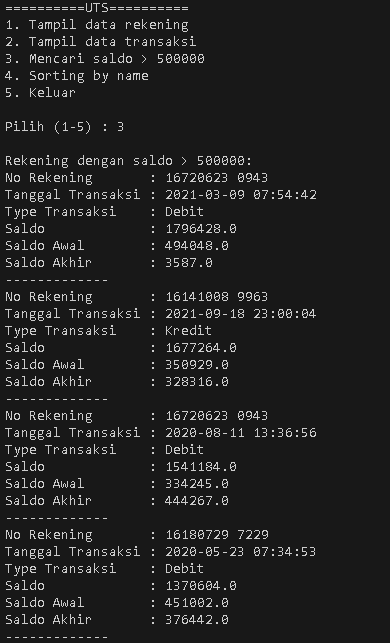 ==========UTS==========
1. Tampil data rekening
2. Tampil data transaksi
3. Mencari saldo > 500000
4. Sorting by name
5. Keluar
Pilih (1-5) : 3
Rekening dengan saldo > 500000:
No Rekening : 16720623 0943
Tanggal Transaksi : 2021-03-09 07:54:42
Type Transaksi : Debit
Saldo : 1796428.0
Saldo Awal : 494048.0
Saldo Akhir : 3587.0
-------------
No Rekening : 16141008 9963
Tanggal Transaksi : 2021-09-18 23:00:04
Type Transaksi : Kredit
Saldo : 1677264.0
Saldo Awal : 350929.0
Saldo Akhir : 328316.0
-------------
No Rekening : 16720623 0943
Tanggal Transaksi : 2020-08-11 13:36:56
Type Transaksi : Debit
Saldo : 1541184.0
Saldo Awal : 334245.0
Saldo Akhir : 444267.0
-------------
No Rekening : 16180729 7229
Tanggal Transaksi : 2020-05-23 07:34:53
Type Transaksi : Debit
Saldo : 1370604.0
Saldo Awal : 451002.0
Saldo Akhir : 376442.0
-------------